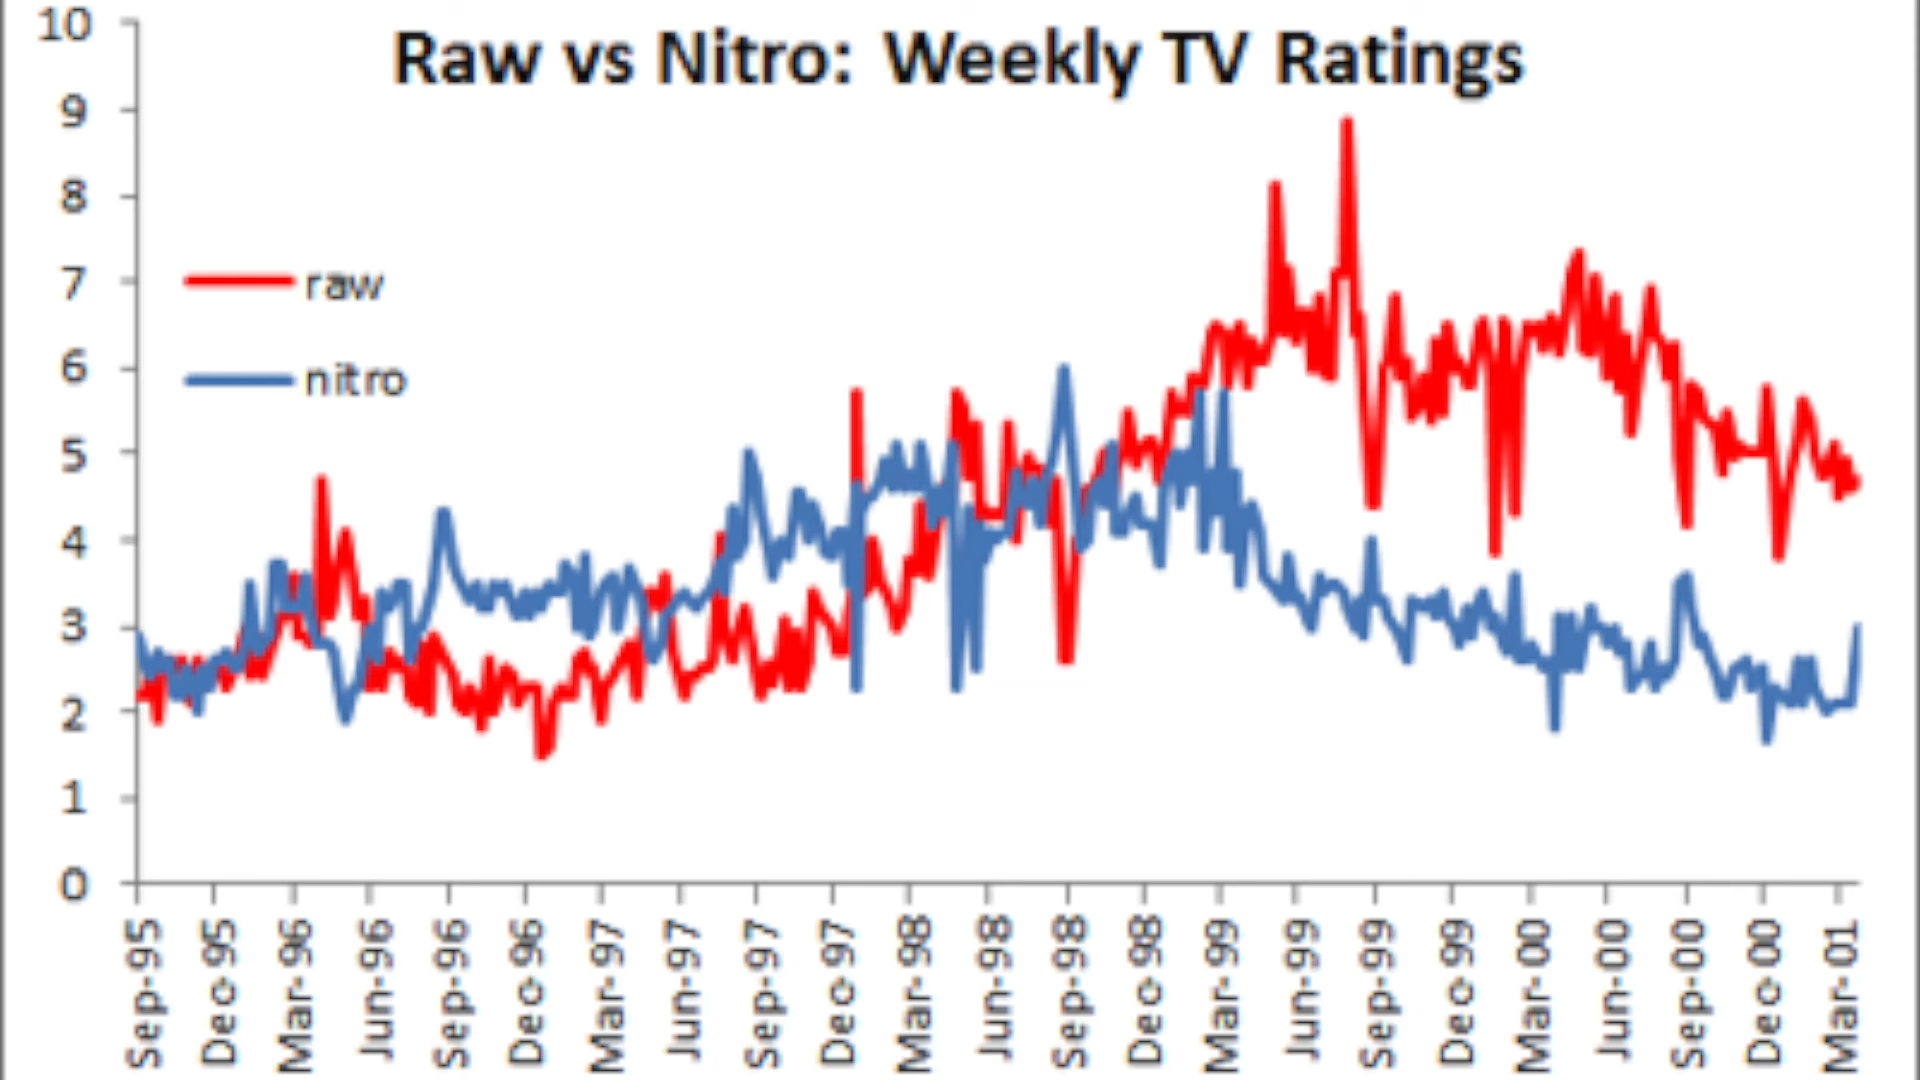 Raw vs Nitro: Weekly TV Ratings
10
9
8
7
6
5
4
3
2
1
0
raw
nitro
Sep-95
Dec-95
Mar-96
Jun-96
Sep-96
Dec-96
Mar-97
Jun-97
Sep-97
Dec-97
Mar-98
Jun-98
Sep-98
Dec-98
Mar-99
Jun-99
Sep-99
Dec-99
Mar-00
Jun-00
Sep-00
Dec-00
Mar-01